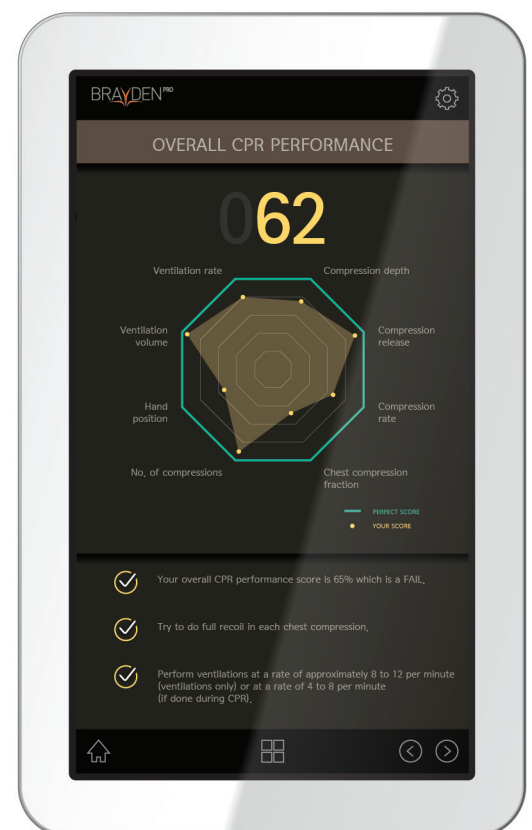 BRAYDEN PRO
OVERALL CPR PERFORMANCE
062
Ventilation rate
Compression depth
Ventilation
volume
Compression
release
Hand
position
Compression
rate
No. of compressions
Chest compression
fraction
PERFECT SCORE
YOUR SCORE
Your overall CPR performance score is 65% which is a FAIL.
Try to do full recoil in each chest compression.
Perform ventilations at a rate of approximately 8 to 12 per minute
(ventilations only) or at a rate of 4 to 8 per minute
(if done during CPR).